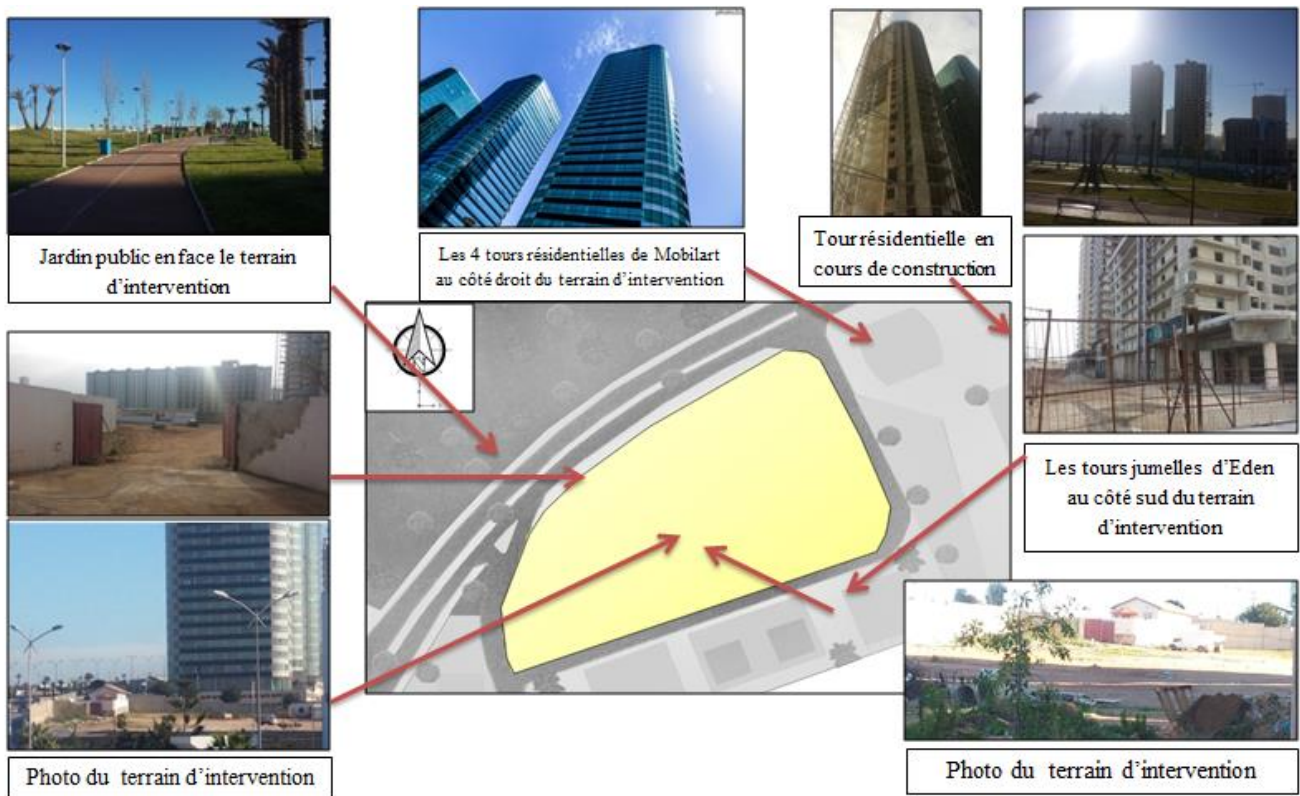 Jardin public en face le terrain
d'intervention
Les 4 tours résidentielles de Mobilart
au côté droit du terrain d'intervention
Tour résidentielle en
cours de construction
Les tours jumelles d'Eden
au côté sud du terrain
d'intervention
Photo du terrain d'intervention
Photo du terrain d'intervention